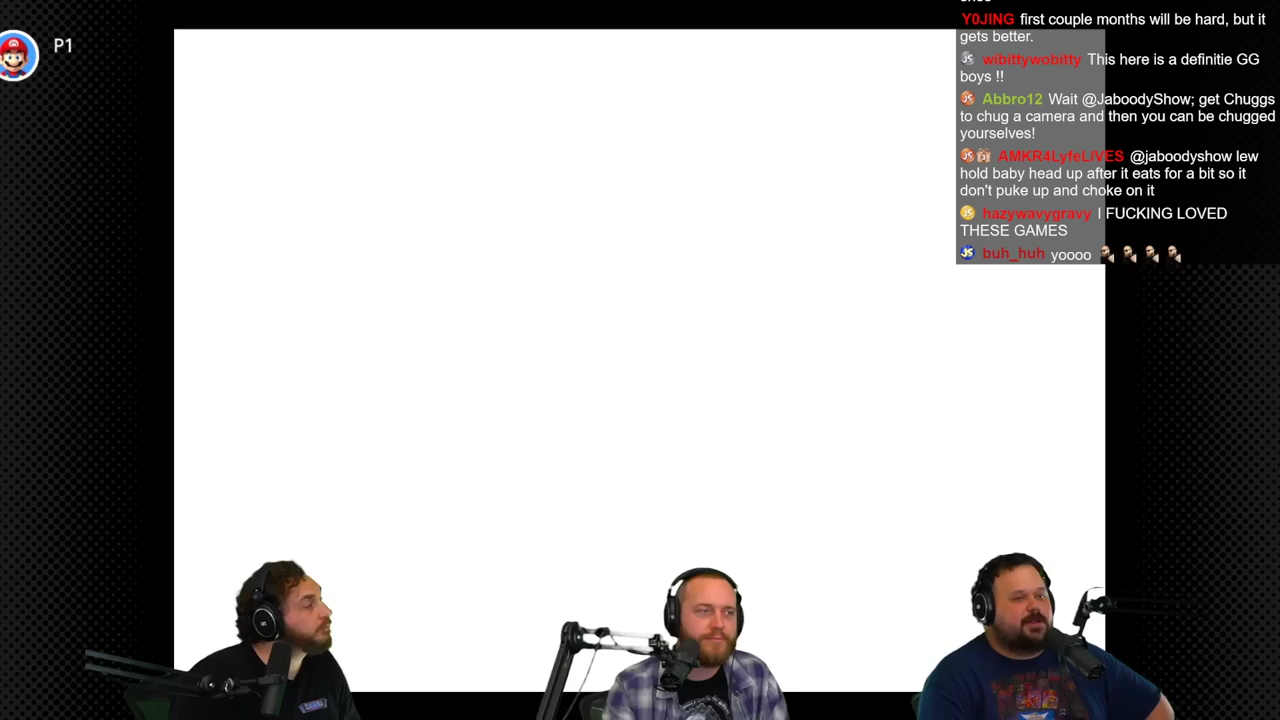 P1
Y0JING first couple months will be hard, but it
gets better.
wibittywobitty This here is a definitie GG
boys !!
Abbro12 Wait @JaboodyShow; get Chuggs
to chug a camera and then you can be chugged
yourselves!
AMKR4LyfeLIVES @jaboodyshow lew
hold baby head up after it eats for a bit so it
don't puke up and choke on it
hazywavygravy I FUCKING LOVED
THESE GAMES
buh_huh yoooo